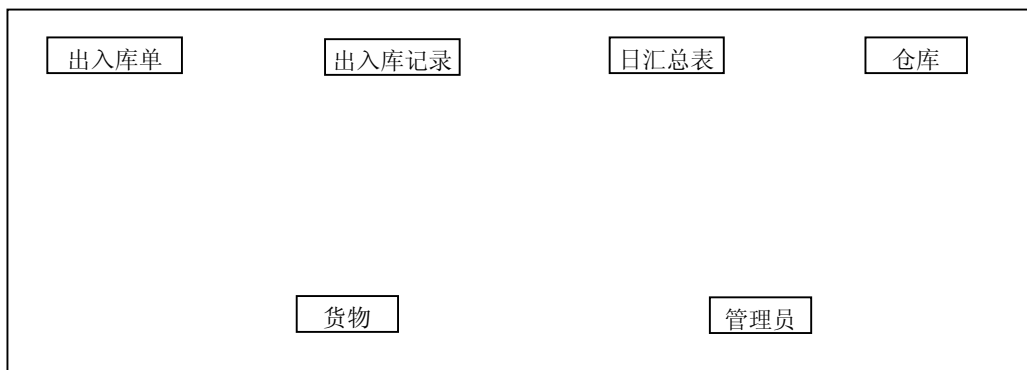 出入库单
出入库记录
日汇总表
仓库
货物
管理员